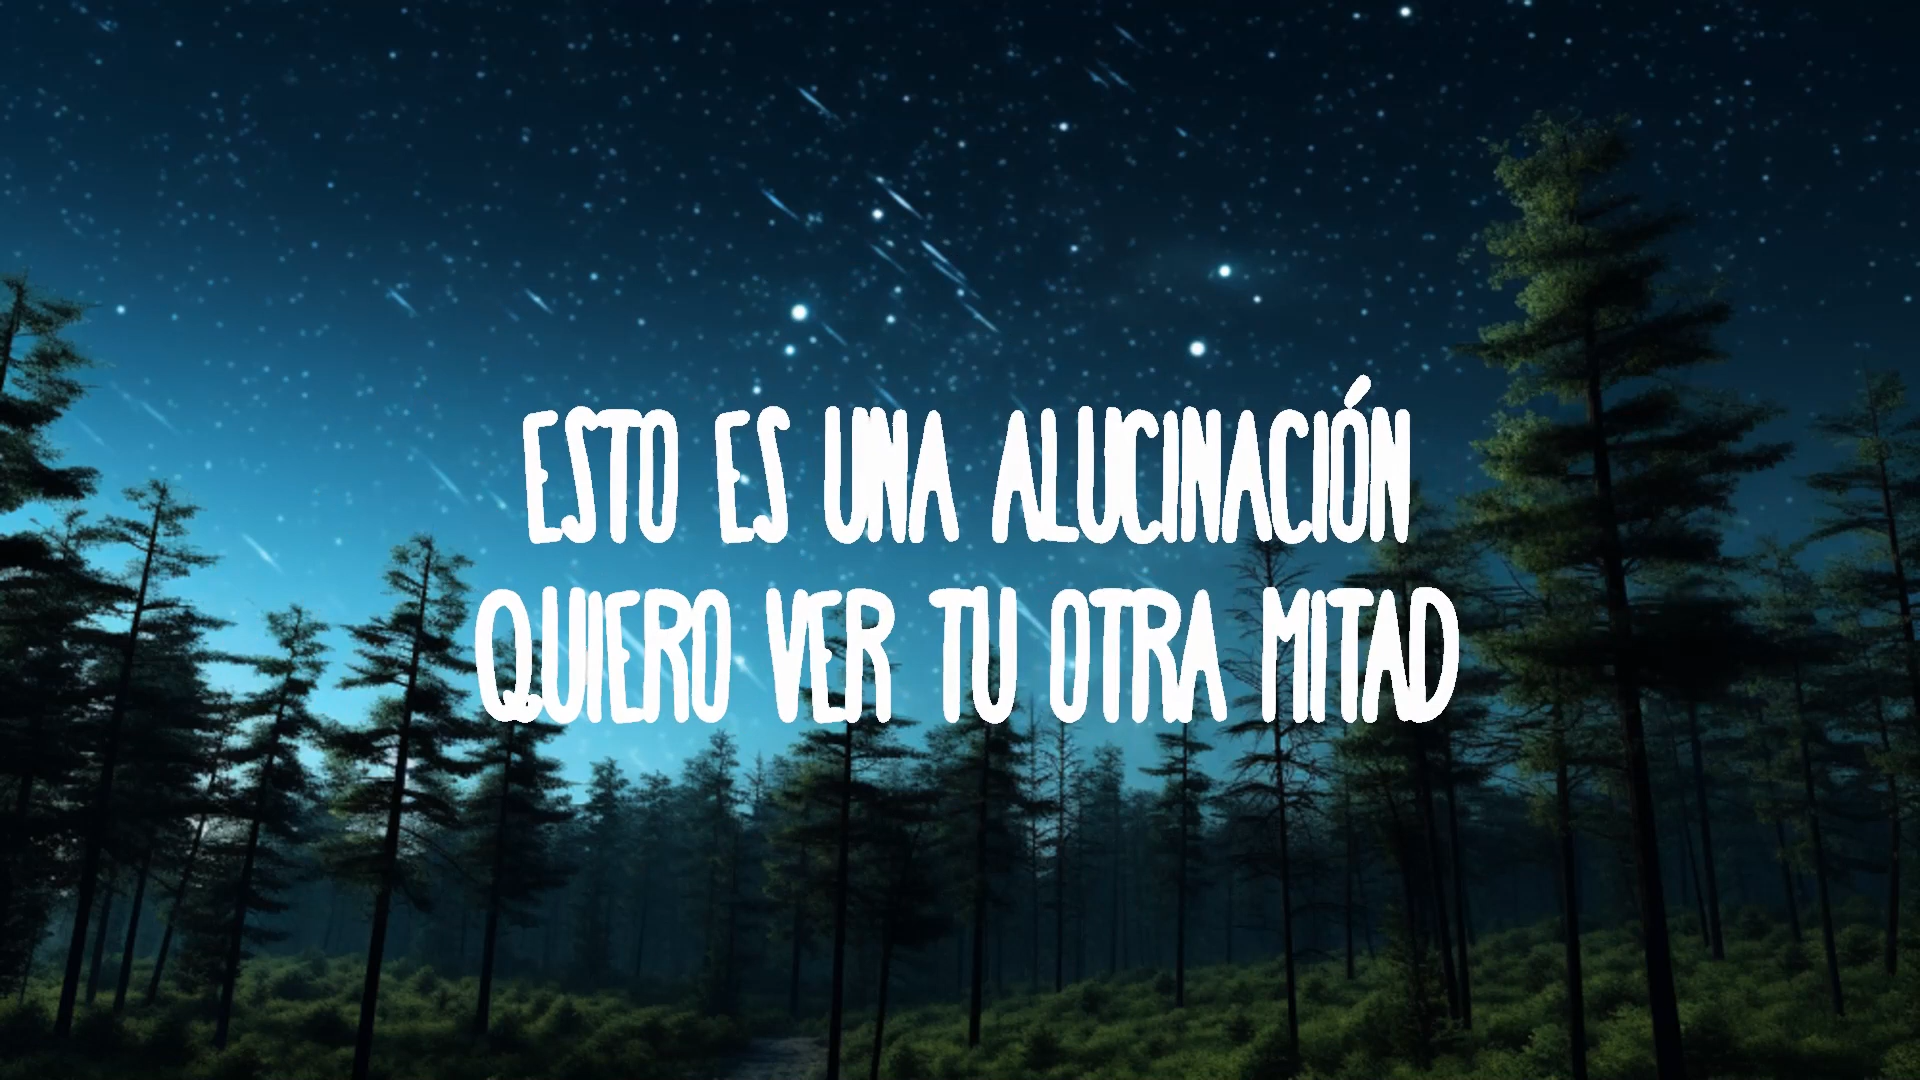 ESTO ES UNA ALUCINACIÓN
QUIERO VER TU OTRA MITAD